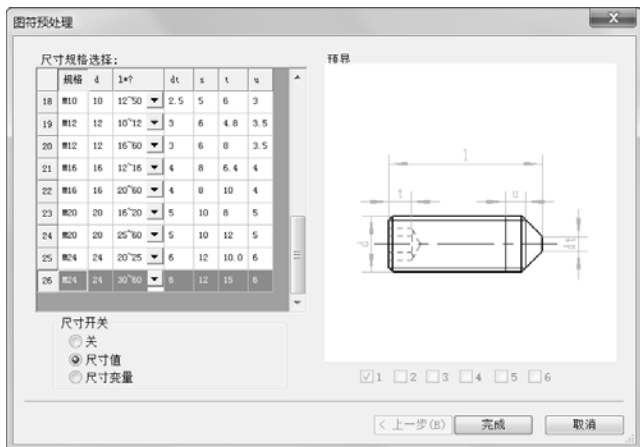 图符预处理
尺寸规格选择:
预显
规格 d l*? dt s t u
18 M10 10 12~50 2.5 5 6 3
19 M12 12 10~12 3 6 4.8 3.5
20 M12 12 16~60 3 6 8 3.5
21 M16 16 12~16 4 8 6.4 4
22 M16 16 20~60 4 8 10 4
23 M20 20 16~20 5 10 8 5
24 M20 20 25~60 5 10 12 5
25 M24 24 20~25 6 12 10.0 6
26 M24 24 30~60 6 12 15 6
l
t u
d dt
尺寸开关
关
尺寸值
尺寸变量
1 2 3 4 5 6
< 上一步(B) 完成 取消